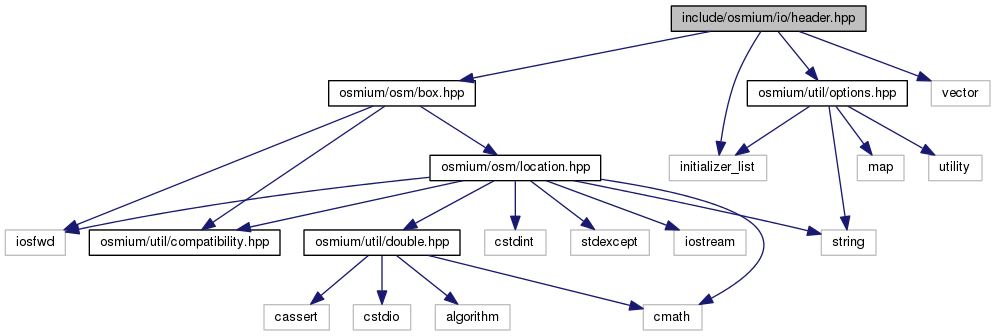 include/osmium/io/header.hpp
osmium/osm/box.hpp
osmium/util/options.hpp
vector
osmium/osm/location.hpp
initializer_list
map
utility
iosfwd
osmium/util/compatibility.hpp
osmium/util/double.hpp
cstdint
stdexcept
iostream
string
cassert
cstdio
algorithm
cmath